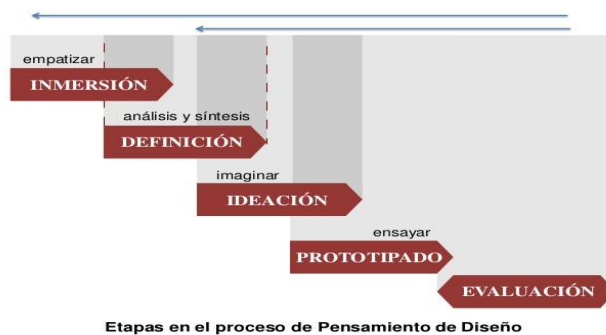 empatizar
INMERSIÓN
análisis y síntesis
DEFINICIÓN
imaginar
IDEACIÓN
ensayar
PROTOTIPADO
EVALUACIÓN
Etapas en el proceso de Pensamiento de Diseño